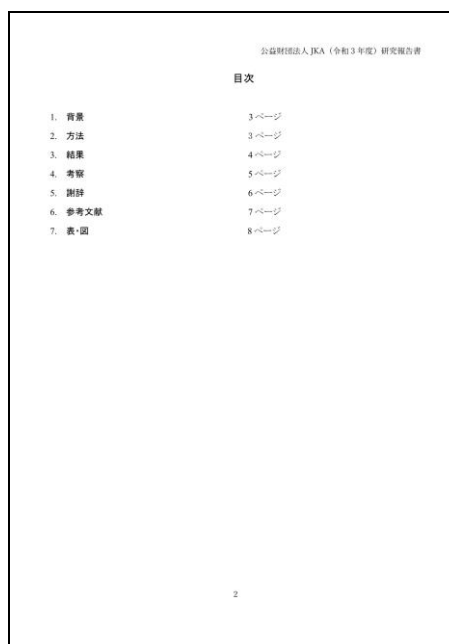 公益財団法人 JKA（令和3年度）研究報告書
目次
1. 背景 3 ページ
2. 方法 3 ページ
3. 結果 4 ページ
4. 考察 5 ページ
5. 謝辞 6 ページ
6. 参考文献 7 ページ
7. 表・図 8 ページ
2